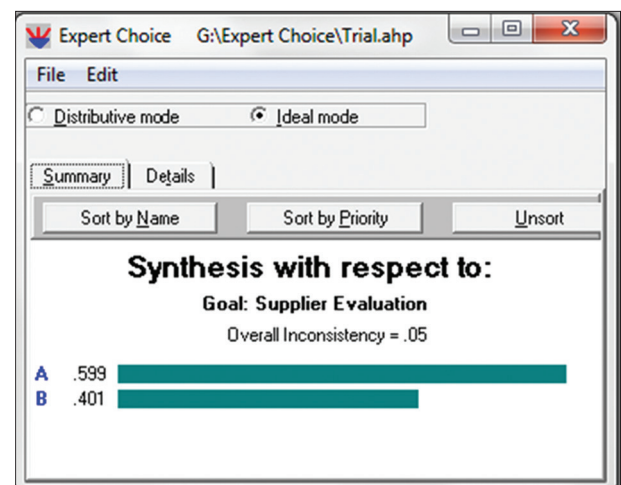 Expert Choice G:\Expert Choice\Trial.ahp
File Edit
Distributive mode Ideal mode
Summary Details
Sort by Name Sort by Priority Unsort
Synthesis with respect to:
Goal: Supplier Evaluation
Overall Inconsistency = .05
A .599
B .401